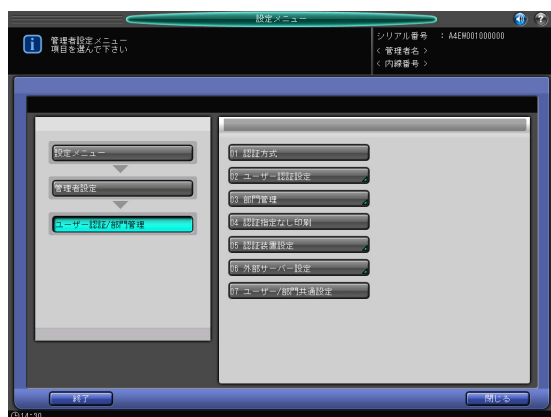 設定メニュー
管理者設定メニュー
項目を選んで下さい
シリアル番号 : A4EW001000000
< 管理者名 >
< 内線番号 >
設定メニュー
管理者設定
ユーザー認証/部門管理
01 認証方式
02 ユーザー認証設定
03 部門管理
04 認証指定なし印刷
05 認証装置設定
06 外部サーバー設定
07 ユーザー/部門共通設定
終了
閉じる
14:30